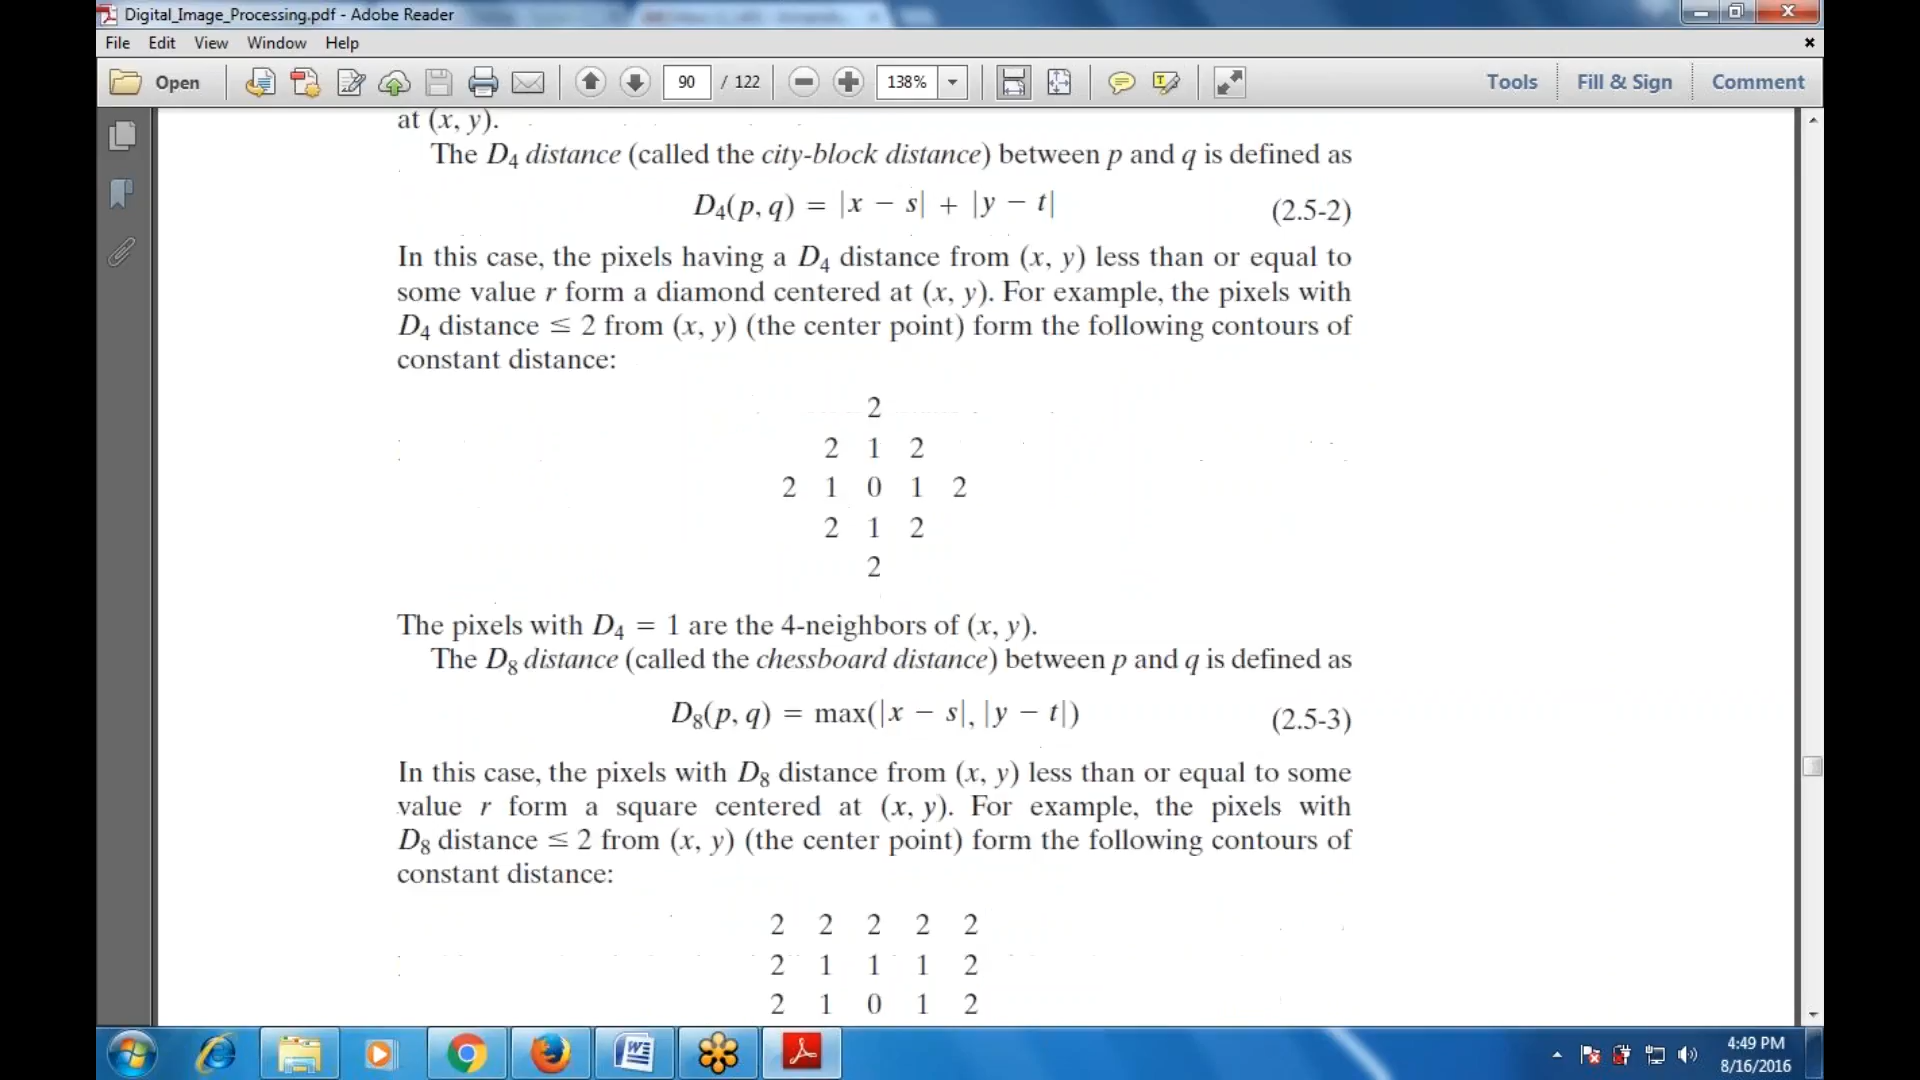 Digital_Image_Processing.pdf - Adobe Reader
File Edit View Window Help
Open 90 / 122 138% Tools Fill & Sign Comment
at (x, y).
The D₄ distance (called the city-block distance) between p and q is defined as
D₄(p, q) = |x − s| + |y − t| (2.5-2)
In this case, the pixels having a D₄ distance from (x, y) less than or equal to
some value r form a diamond centered at (x, y). For example, the pixels with
D₄ distance ≤ 2 from (x, y) (the center point) form the following contours of
constant distance:
2
2 1 2
2 1 0 1 2
2 1 2
2
The pixels with D₄ = 1 are the 4-neighbors of (x, y).
The D₈ distance (called the chessboard distance) between p and q is defined as
D₈(p, q) = max(|x − s|, |y − t|) (2.5-3)
In this case, the pixels with D₈ distance from (x, y) less than or equal to some
value r form a square centered at (x, y). For example, the pixels with
D₈ distance ≤ 2 from (x, y) (the center point) form the following contours of
constant distance:
2 2 2 2 2
2 1 1 1 2
2 1 0 1 2
4:49 PM
8/16/2016